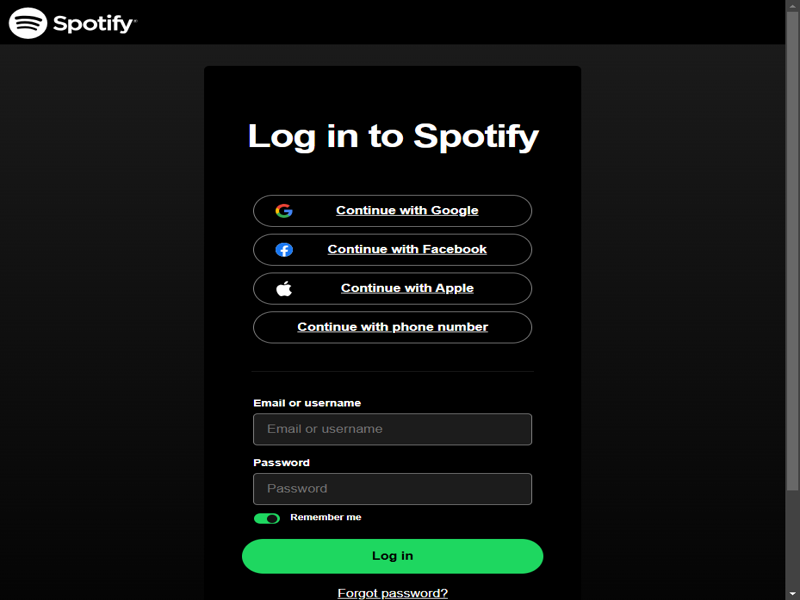 Spotify
Log in to Spotify
Continue with Google
Continue with Facebook
Continue with Apple
Continue with phone number
Email or username
Email or username
Password
Password
Remember me
Log in
Forgot password?